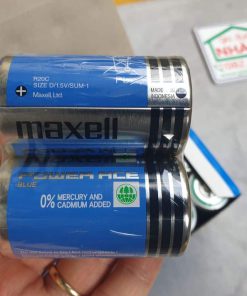 R20C
SIZE D/1.5V/SUM-1
Maxell, Ltd.
MADE IN
INDONESIA
maxell
POWER ACE
BLUE
0% MERCURY AND
CADMIUM ADDED